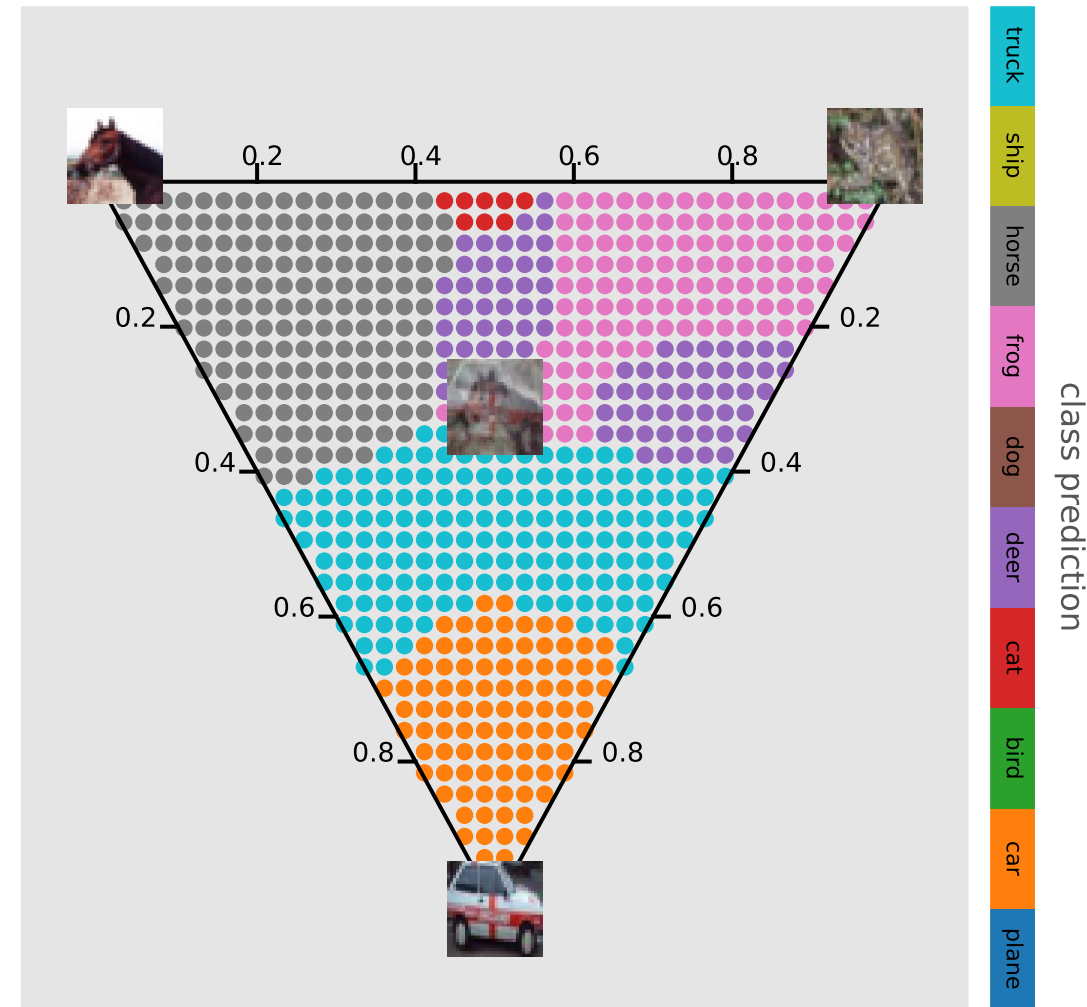 0.2 0.4 0.6 0.8
0.2 0.2
0.4 0.4
0.6 0.6
0.8 0.8
truck
ship
horse
frog
dog
deer
cat
bird
car
plane
class prediction